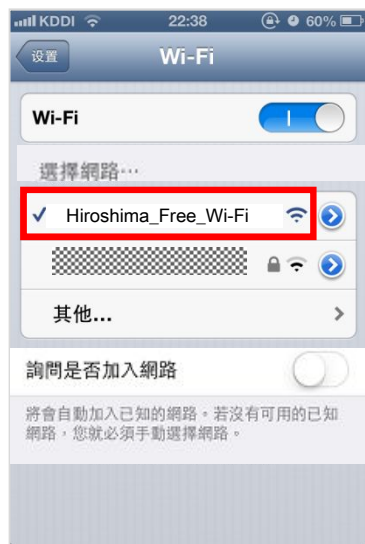 KDDI 22:38 60%
设置 Wi-Fi
Wi-Fi
選擇網路…
✓ Hiroshima_Free_Wi-Fi
其他...
詢問是否加入網路
將會自動加入已知的網路。若沒有可用的已知
網路，您就必須手動選擇網路。